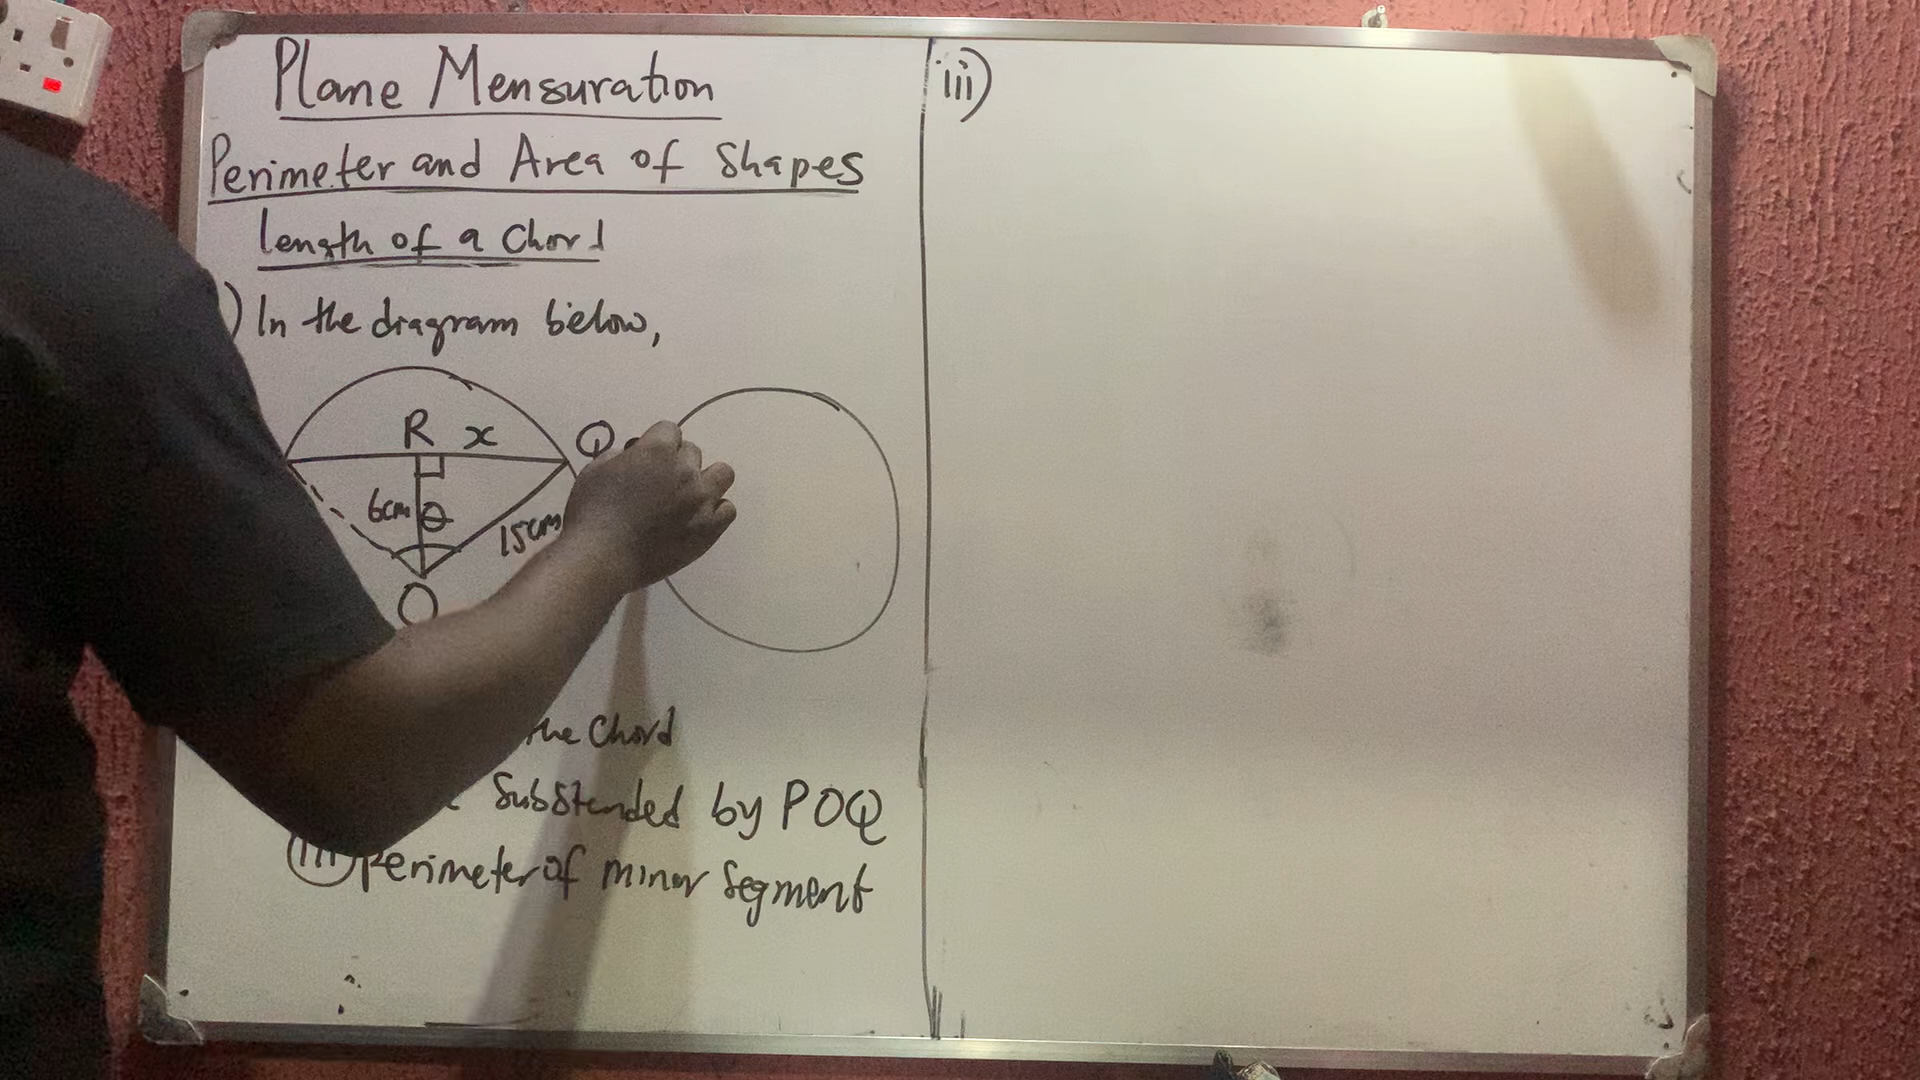 Plane Mensuration
iii)
Perimeter and Area of Shapes
length of a Chord
) In the diagram below,
R x Q
6cm θ 15cm
O
the Chord
Substended by POQ
(iii) Perimeter of minor Segment